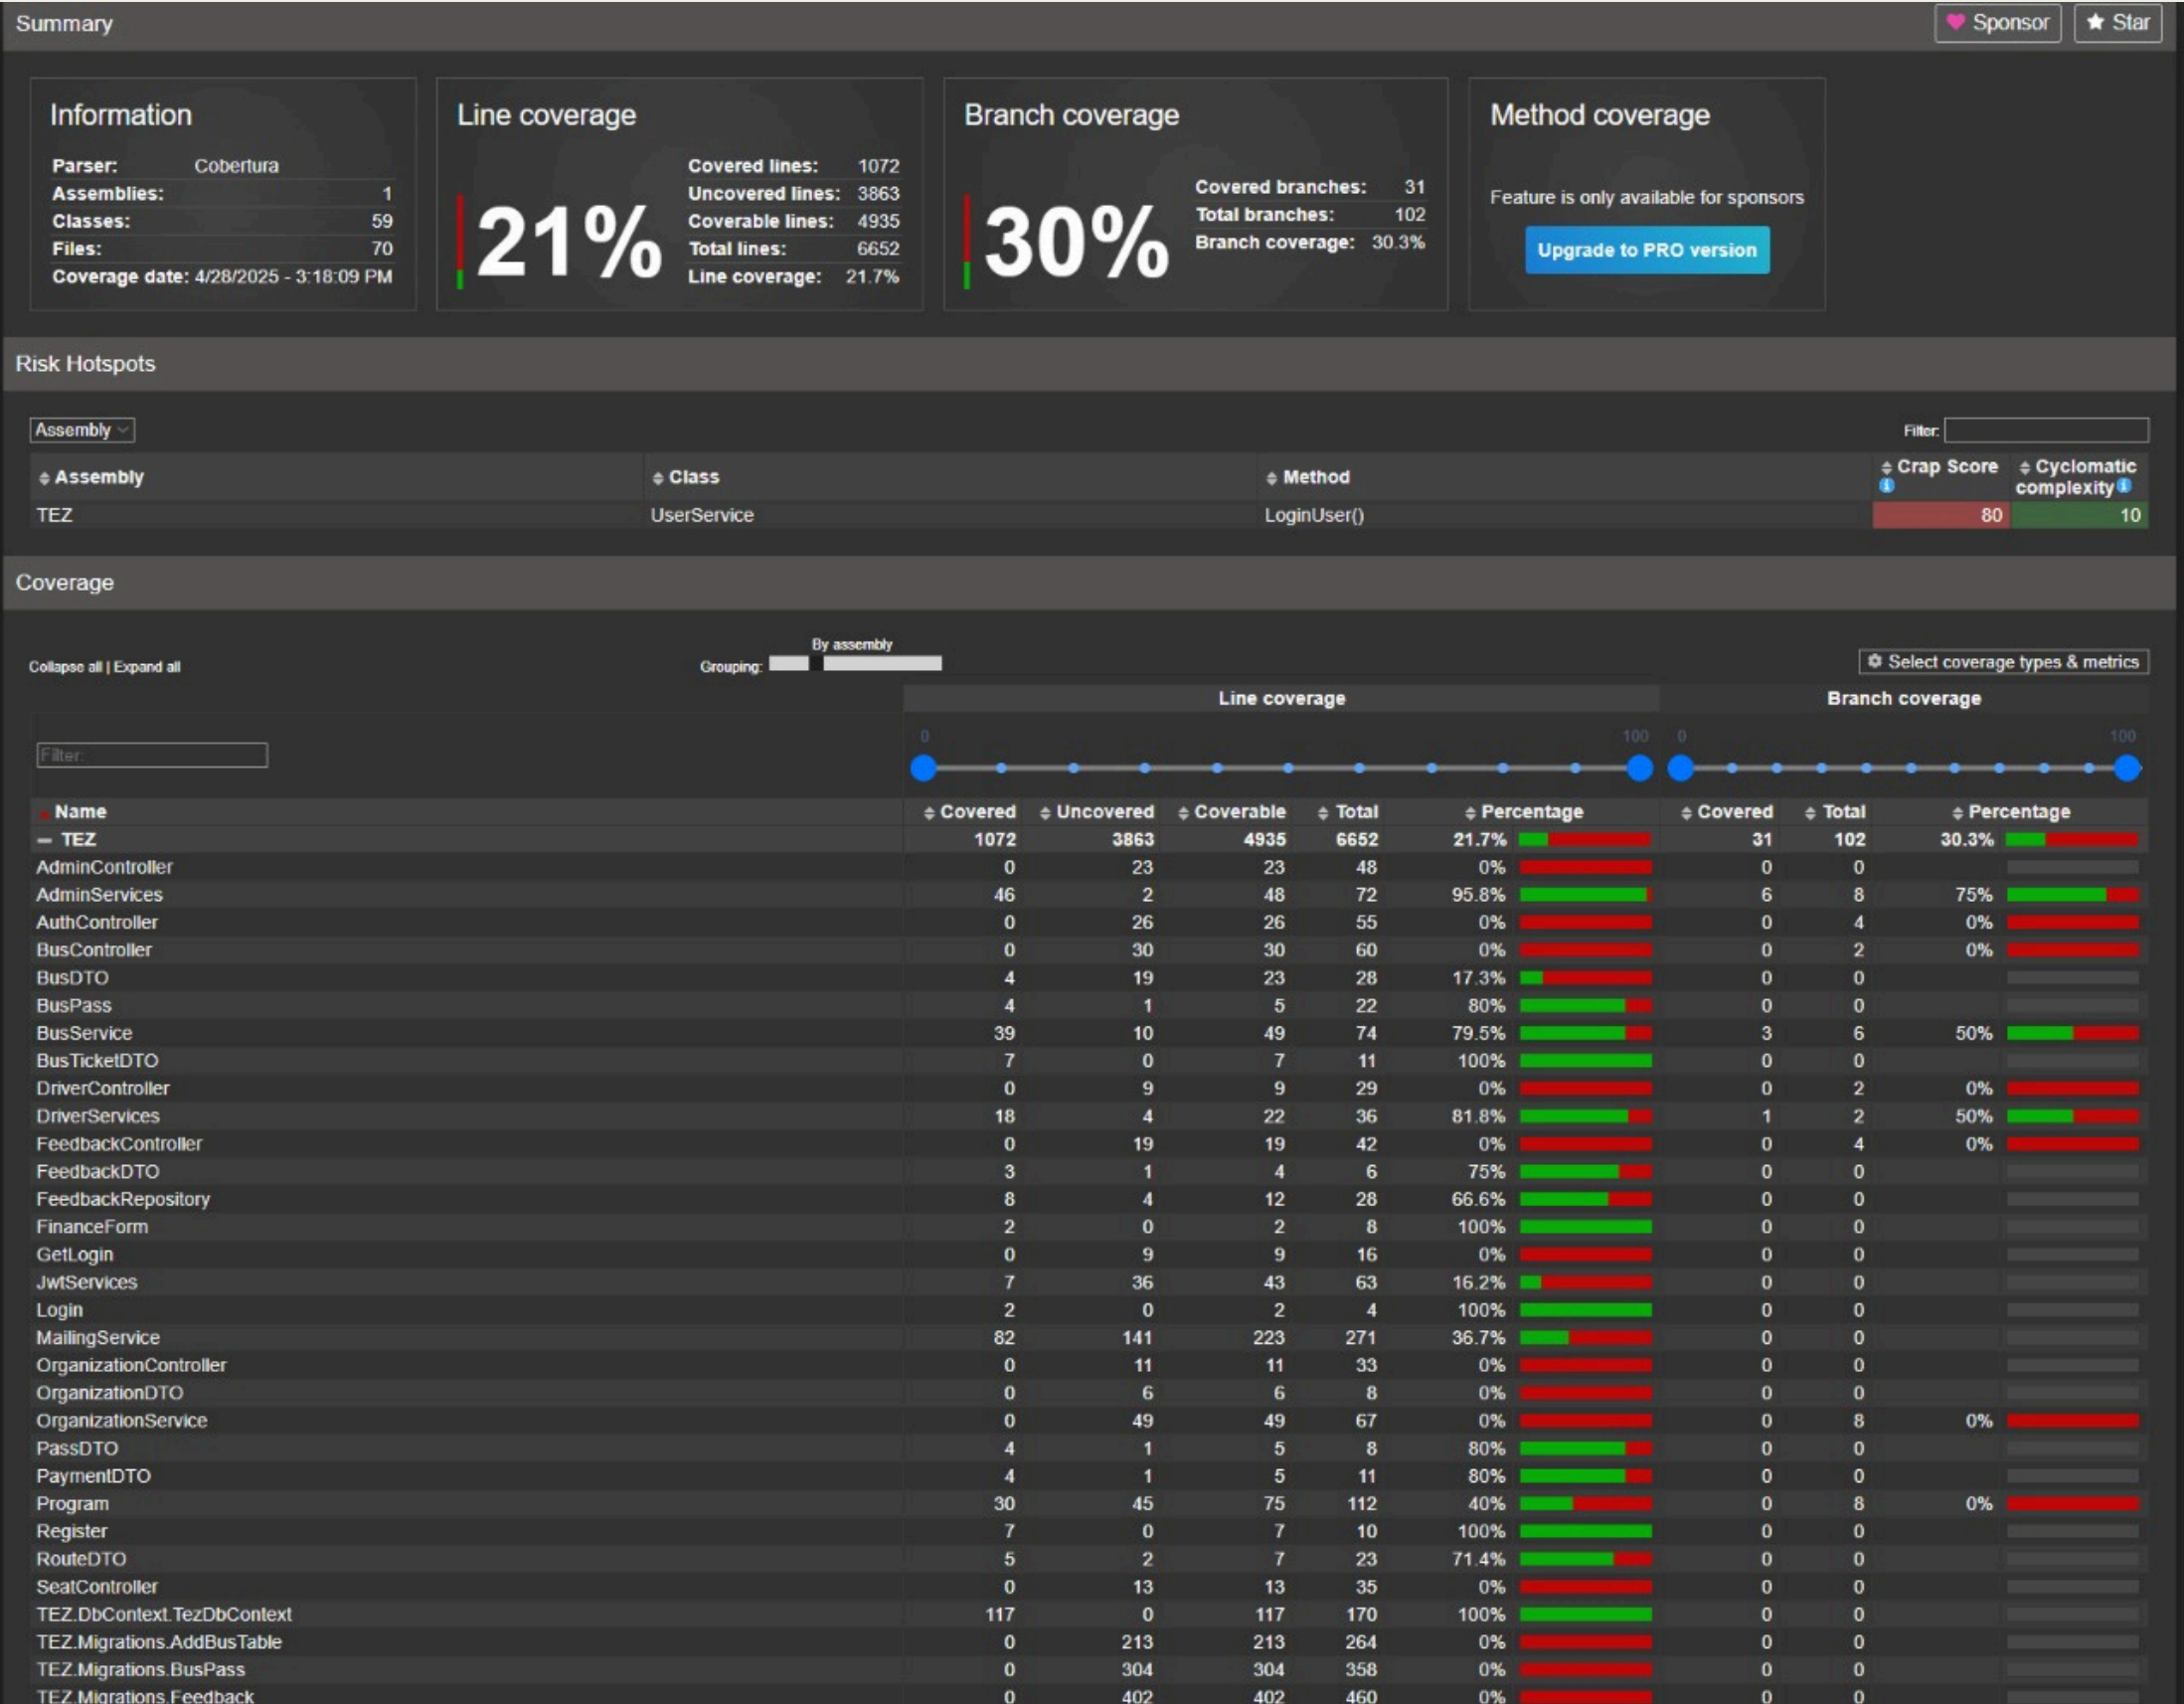 Summary
Sponsor
Star
Information
Parser: Cobertura
Assemblies: 1
Classes: 59
Files: 70
Coverage date: 4/28/2025 - 3:18:09 PM
Line coverage
21%
Covered lines: 1072
Uncovered lines: 3863
Coverable lines: 4935
Total lines: 6652
Line coverage: 21.7%
Branch coverage
30%
Covered branches: 31
Total branches: 102
Branch coverage: 30.3%
Method coverage
Feature is only available for sponsors
Upgrade to PRO version
Risk Hotspots
Assembly
Filter:
Assembly Class Method Crap Score Cyclomatic complexity
TEZ UserService LoginUser() 80 10
Coverage
Collapse all | Expand all
By assembly
Grouping:
Select coverage types & metrics
Line coverage Branch coverage
0 100 0 100
Filter:
Name Covered Uncovered Coverable Total Percentage Covered Total Percentage
TEZ 1072 3863 4935 6652 21.7% 31 102 30.3%
AdminController 0 23 23 48 0% 0 0
AdminServices 46 2 48 72 95.8% 6 8 75%
AuthController 0 26 26 55 0% 0 4 0%
BusController 0 30 30 60 0% 0 2 0%
BusDTO 4 19 23 28 17.3% 0 0
BusPass 4 1 5 22 80% 0 0
BusService 39 10 49 74 79.5% 3 6 50%
BusTicketDTO 7 0 7 11 100% 0 0
DriverController 0 9 9 29 0% 0 2 0%
DriverServices 18 4 22 36 81.8% 1 2 50%
FeedbackController 0 19 19 42 0% 0 4 0%
FeedbackDTO 3 1 4 6 75% 0 0
FeedbackRepository 8 4 12 28 66.6% 0 0
FinanceForm 2 0 2 8 100% 0 0
GetLogin 0 9 9 16 0% 0 0
JwtServices 7 36 43 63 16.2% 0 0
Login 2 0 2 4 100% 0 0
MailingService 82 141 223 271 36.7% 0 0
OrganizationController 0 11 11 33 0% 0 0
OrganizationDTO 0 6 6 8 0% 0 0
OrganizationService 0 49 49 67 0% 0 8 0%
PassDTO 4 1 5 8 80% 0 0
PaymentDTO 4 1 5 11 80% 0 0
Program 30 45 75 112 40% 0 8 0%
Register 7 0 7 10 100% 0 0
RouteDTO 5 2 7 23 71.4% 0 0
SeatController 0 13 13 35 0% 0 0
TEZ.DbContext.TezDbContext 117 0 117 170 100% 0 0
TEZ.Migrations.AddBusTable 0 213 213 264 0% 0 0
TEZ.Migrations.BusPass 0 304 304 358 0% 0 0
TEZ.Migrations.Feedback 0 402 402 460 0% 0 0